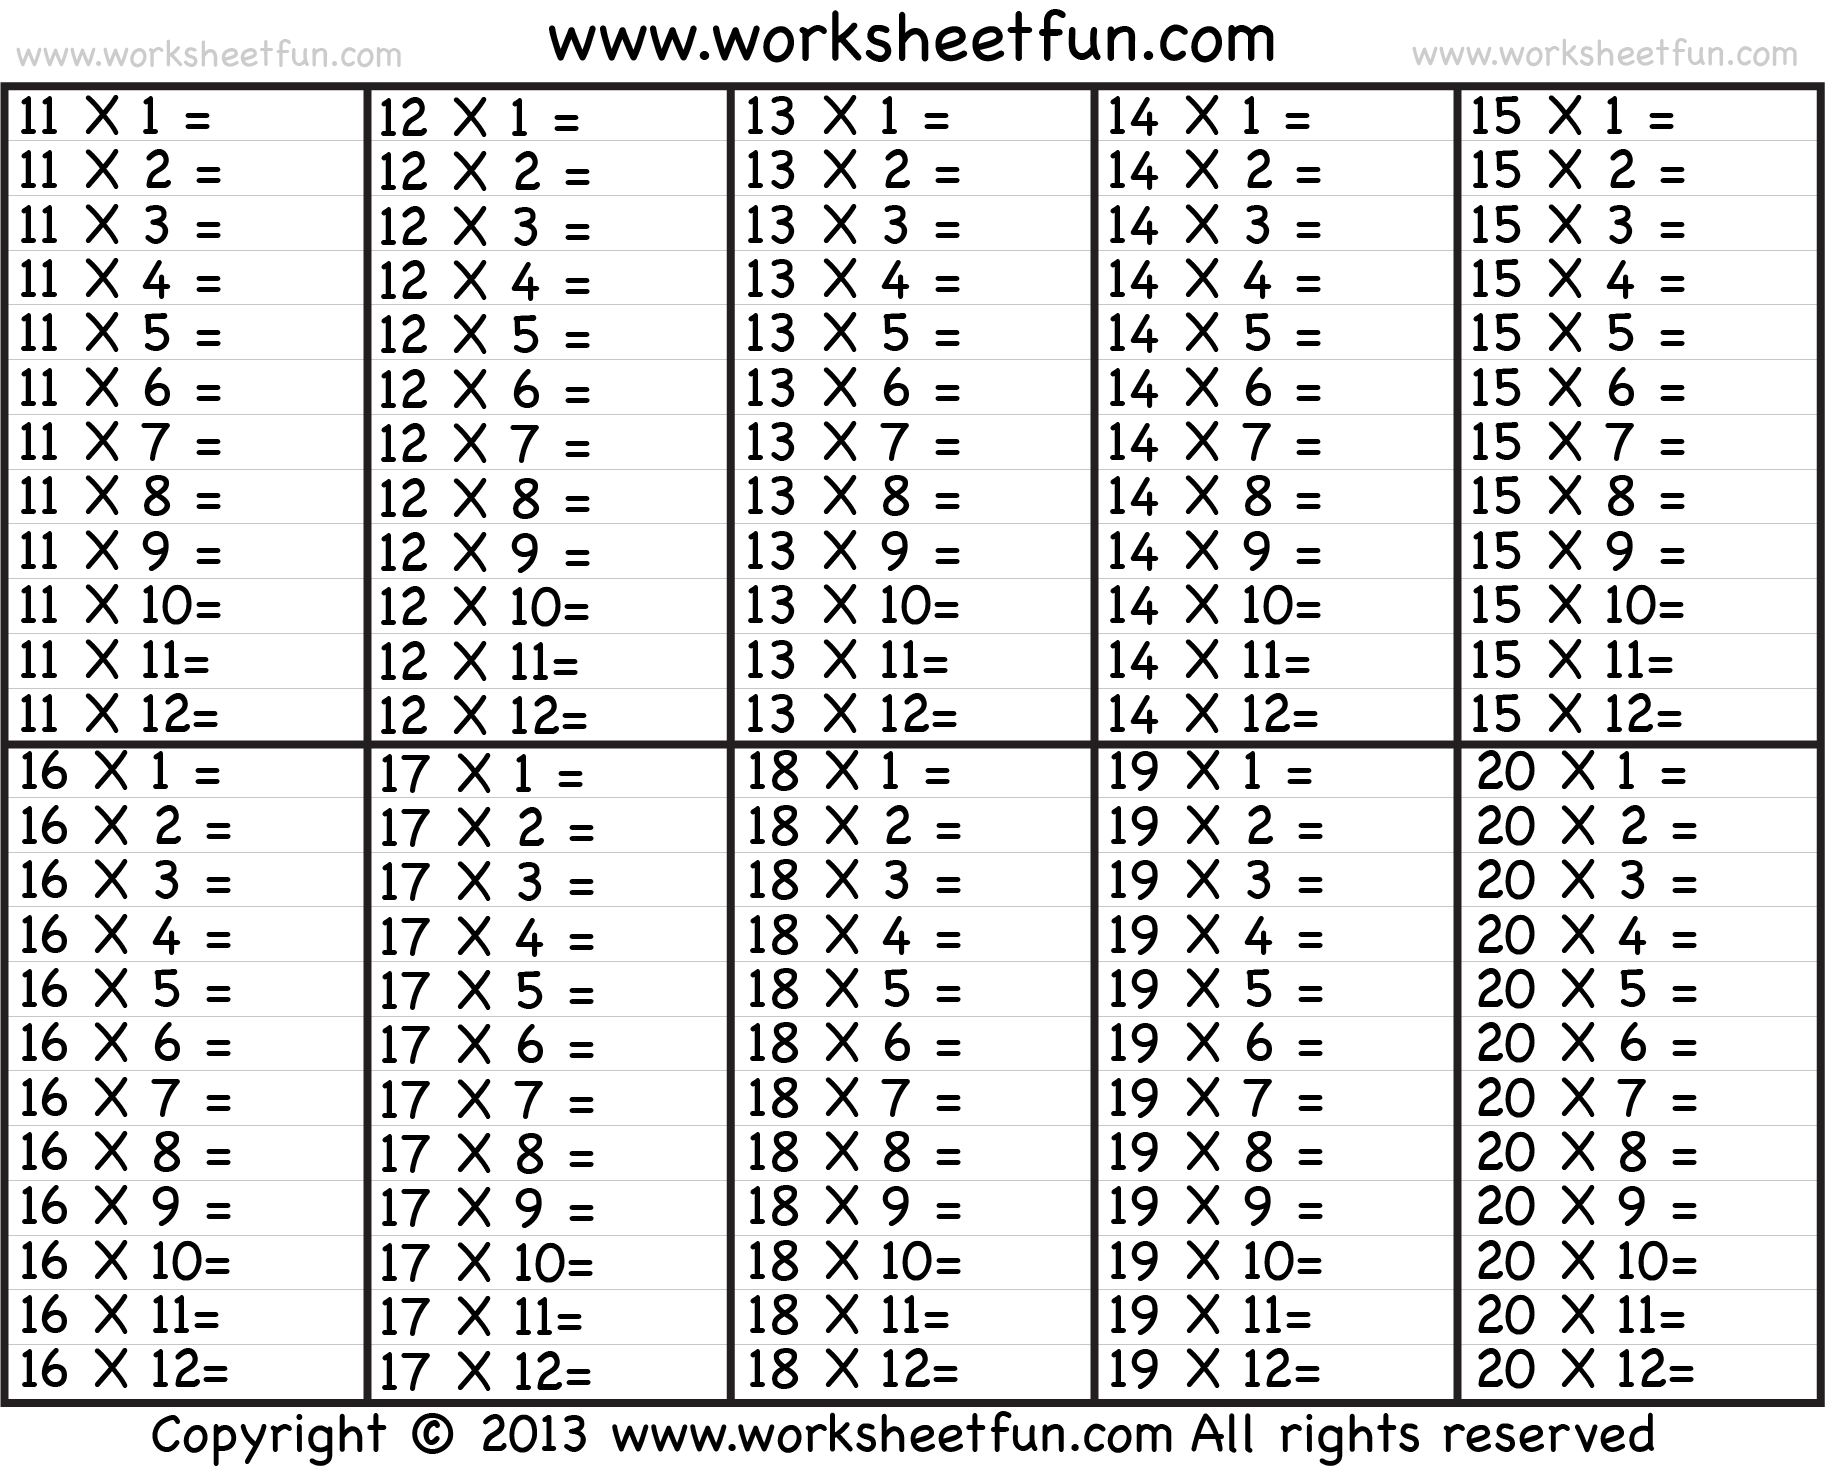 www.worksheetfun.com www.worksheetfun.com www.worksheetfun.com
11 X 1 = 12 X 1 = 13 X 1 = 14 X 1 = 15 X 1 =
11 X 2 = 12 X 2 = 13 X 2 = 14 X 2 = 15 X 2 =
11 X 3 = 12 X 3 = 13 X 3 = 14 X 3 = 15 X 3 =
11 X 4 = 12 X 4 = 13 X 4 = 14 X 4 = 15 X 4 =
11 X 5 = 12 X 5 = 13 X 5 = 14 X 5 = 15 X 5 =
11 X 6 = 12 X 6 = 13 X 6 = 14 X 6 = 15 X 6 =
11 X 7 = 12 X 7 = 13 X 7 = 14 X 7 = 15 X 7 =
11 X 8 = 12 X 8 = 13 X 8 = 14 X 8 = 15 X 8 =
11 X 9 = 12 X 9 = 13 X 9 = 14 X 9 = 15 X 9 =
11 X 10= 12 X 10= 13 X 10= 14 X 10= 15 X 10=
11 X 11= 12 X 11= 13 X 11= 14 X 11= 15 X 11=
11 X 12= 12 X 12= 13 X 12= 14 X 12= 15 X 12=
16 X 1 = 17 X 1 = 18 X 1 = 19 X 1 = 20 X 1 =
16 X 2 = 17 X 2 = 18 X 2 = 19 X 2 = 20 X 2 =
16 X 3 = 17 X 3 = 18 X 3 = 19 X 3 = 20 X 3 =
16 X 4 = 17 X 4 = 18 X 4 = 19 X 4 = 20 X 4 =
16 X 5 = 17 X 5 = 18 X 5 = 19 X 5 = 20 X 5 =
16 X 6 = 17 X 6 = 18 X 6 = 19 X 6 = 20 X 6 =
16 X 7 = 17 X 7 = 18 X 7 = 19 X 7 = 20 X 7 =
16 X 8 = 17 X 8 = 18 X 8 = 19 X 8 = 20 X 8 =
16 X 9 = 17 X 9 = 18 X 9 = 19 X 9 = 20 X 9 =
16 X 10= 17 X 10= 18 X 10= 19 X 10= 20 X 10=
16 X 11= 17 X 11= 18 X 11= 19 X 11= 20 X 11=
16 X 12= 17 X 12= 18 X 12= 19 X 12= 20 X 12=
Copyright © 2013 www.worksheetfun.com All rights reserved